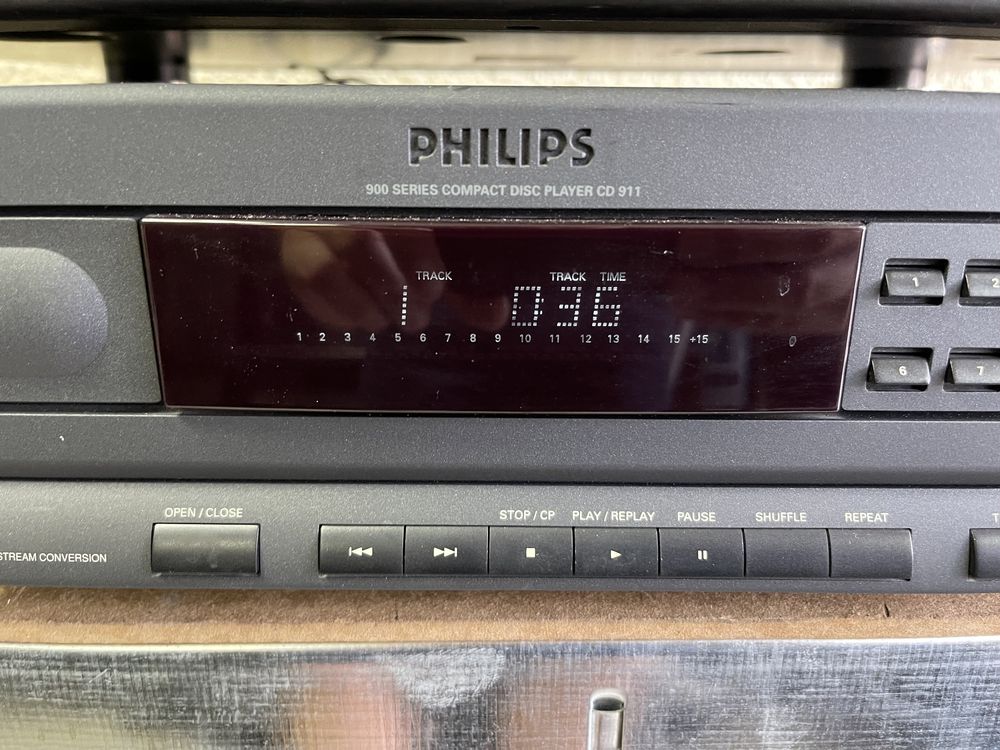 PHILIPS
900 SERIES COMPACT DISC PLAYER CD 911
TRACK TRACK TIME
1 036
1 2 3 4 5 6 7 8 9 10 11 12 13 14 15 +15
1 2
6 7
OPEN / CLOSE STOP / CP PLAY / REPLAY PAUSE SHUFFLE REPEAT
STREAM CONVERSION